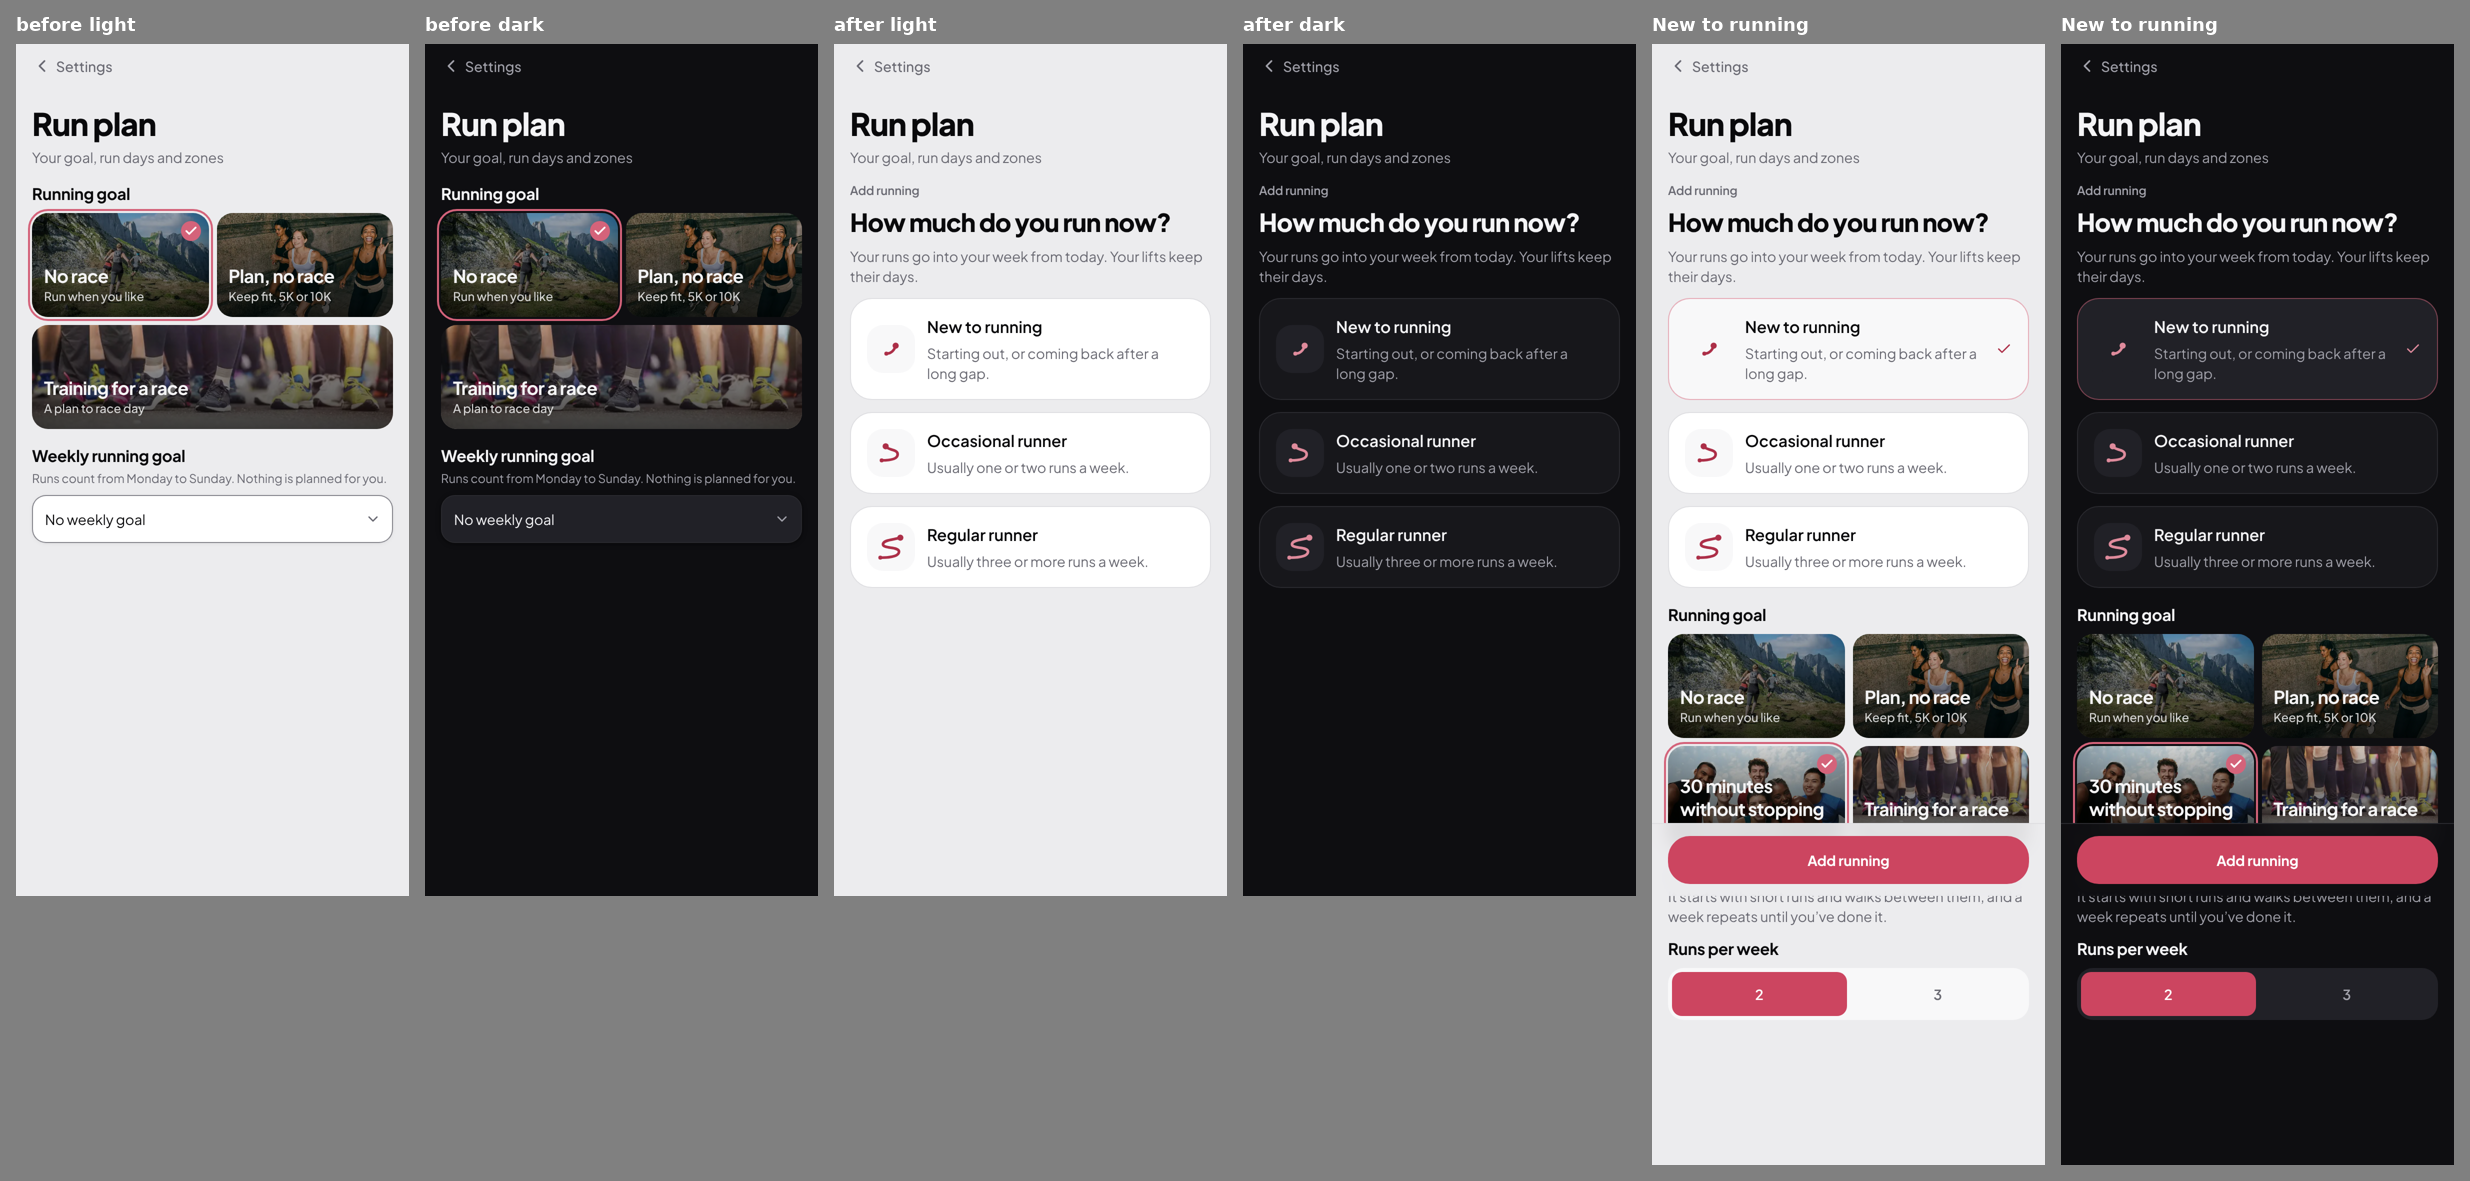 before light
Settings
Run plan
Your goal, run days and zones
Running goal
No race
Run when you like
Plan, no race
Keep fit, 5K or 10K
Training for a race
A plan to race day
Weekly running goal
Runs count from Monday to Sunday. Nothing is planned for you.
No weekly goal
before dark
Settings
Run plan
Your goal, run days and zones
Running goal
No race
Run when you like
Plan, no race
Keep fit, 5K or 10K
Training for a race
A plan to race day
Weekly running goal
Runs count from Monday to Sunday. Nothing is planned for you.
No weekly goal
after light
Settings
Run plan
Your goal, run days and zones
Add running
How much do you run now?
Your runs go into your week from today. Your lifts keep
their days.
New to running
Starting out, or coming back after a
long gap.
Occasional runner
Usually one or two runs a week.
Regular runner
Usually three or more runs a week.
after dark
Settings
Run plan
Your goal, run days and zones
Add running
How much do you run now?
Your runs go into your week from today. Your lifts keep
their days.
New to running
Starting out, or coming back after a
long gap.
Occasional runner
Usually one or two runs a week.
Regular runner
Usually three or more runs a week.
New to running
Settings
Run plan
Your goal, run days and zones
Add running
How much do you run now?
Your runs go into your week from today. Your lifts keep
their days.
New to running
Starting out, or coming back after a
long gap.
Occasional runner
Usually one or two runs a week.
Regular runner
Usually three or more runs a week.
Running goal
No race
Run when you like
Plan, no race
Keep fit, 5K or 10K
30 minutes
without stopping
Training for a race
Add running
It starts with short runs and walks between them, and a
week repeats until you've done it.
Runs per week
2
3
New to running
Settings
Run plan
Your goal, run days and zones
Add running
How much do you run now?
Your runs go into your week from today. Your lifts keep
their days.
New to running
Starting out, or coming back after a
long gap.
Occasional runner
Usually one or two runs a week.
Regular runner
Usually three or more runs a week.
Running goal
No race
Run when you like
Plan, no race
Keep fit, 5K or 10K
30 minutes
without stopping
Training for a race
Add running
It starts with short runs and walks between them, and a
week repeats until you've done it.
Runs per week
2
3